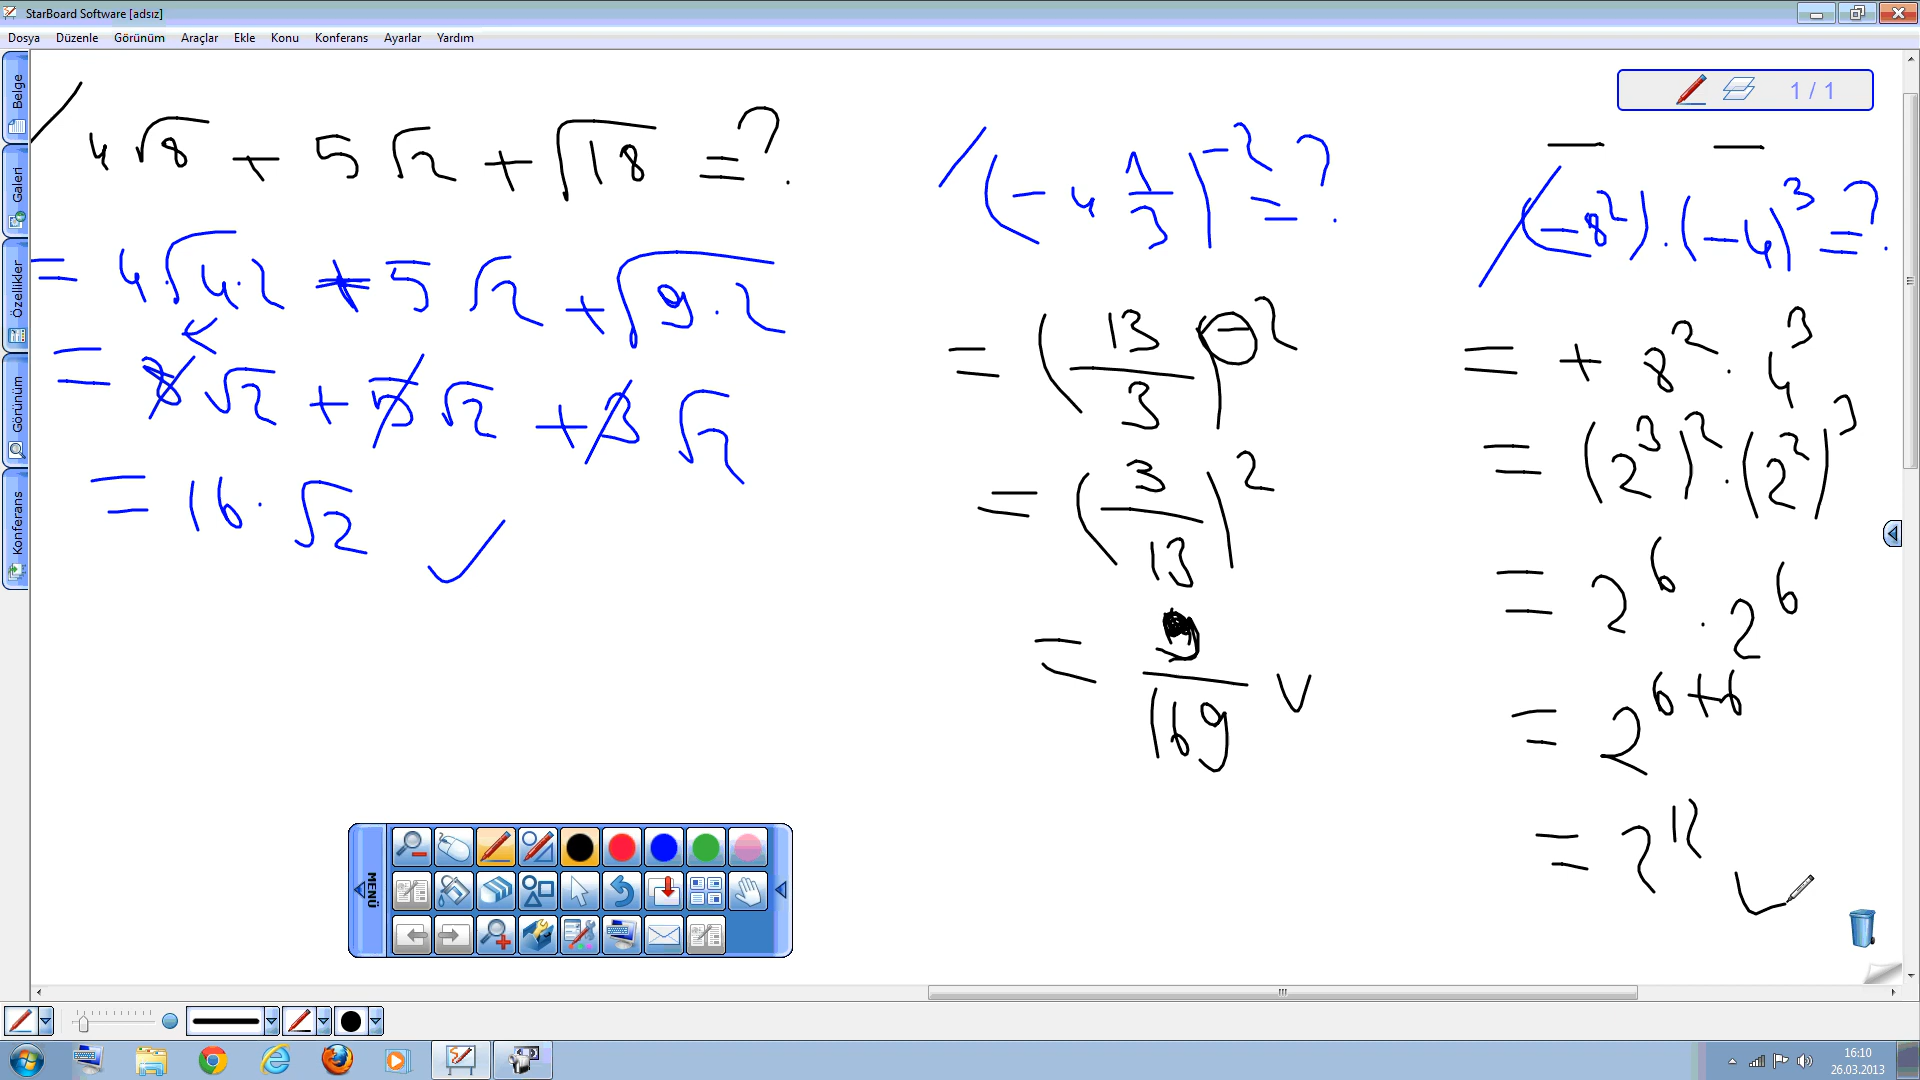 StarBoard Software [adsız]
Dosya Düzenle Görünüm Araçlar Ekle Konu Konferans Ayarlar Yardım
Belge
Galeri
Özellikler
Görünüm
Konferans
1 / 1
4√8 + 5√2 + √18 = ?
= 4.√4.2 + 5√2 + √9.2
= 8√2 + 5√2 + 3√2
= 16.√2 ✓
(-4 1/3)^-2 = ?
= (13/3)^-2
= (3/13)^2
= 9/169 ✓
(-8^2).(-4)^3 = ?
= + 8^2 . 4^3
= (2^3)^2 . (2^2)^3
= 2^6 . 2^6
= 2^6+6
= 2^12 ✓
MENÜ
16:10
26.03.2013